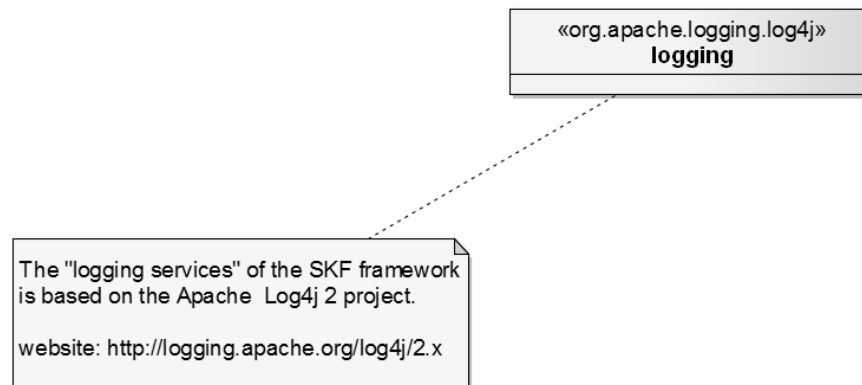 «org.apache.logging.log4j»
logging
The "logging services" of the SKF framework
is based on the Apache  Log4j 2 project.
website: http://logging.apache.org/log4j/2.x